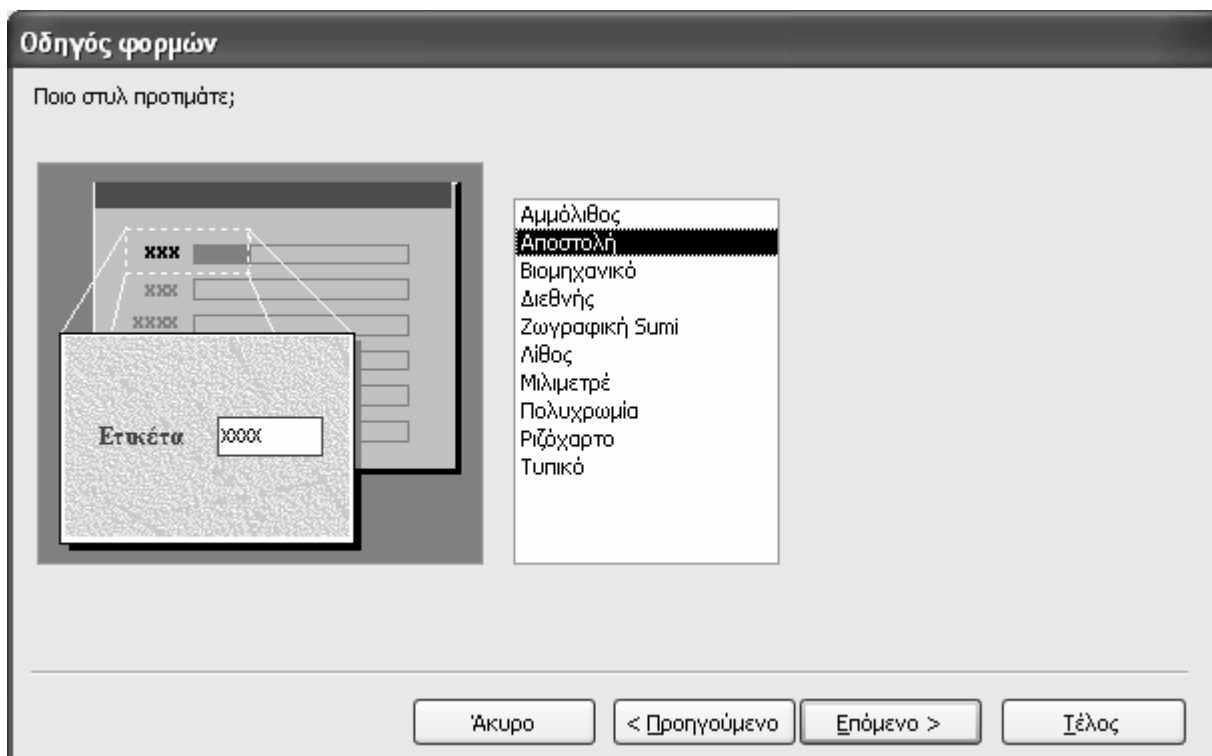 Οδηγός φορμών
Ποιο στυλ προτιμάτε;
xxx
xxx
xxxx
Ετικέτα xxxx
Αμμόλιθος
Αποστολή
Βιομηχανικό
Διεθνής
Ζωγραφική Sumi
Λίθος
Μιλιμετρέ
Πολυχρωμία
Ριζόχαρτο
Τυπικό
Άκυρο < Προηγούμενο Επόμενο > Τέλος